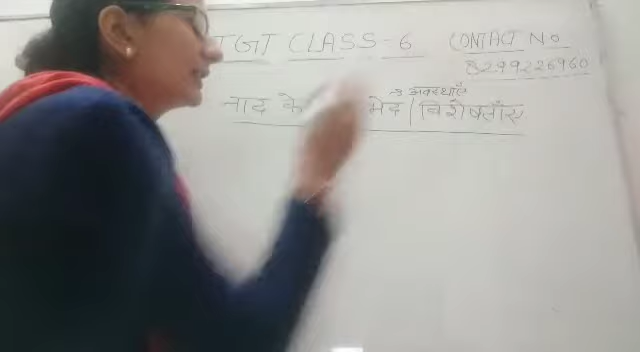 TGT CLASS-6 CONTACT NO
8299226960
→ अवस्थाएँ
नाद के भेद / विशेषताँए